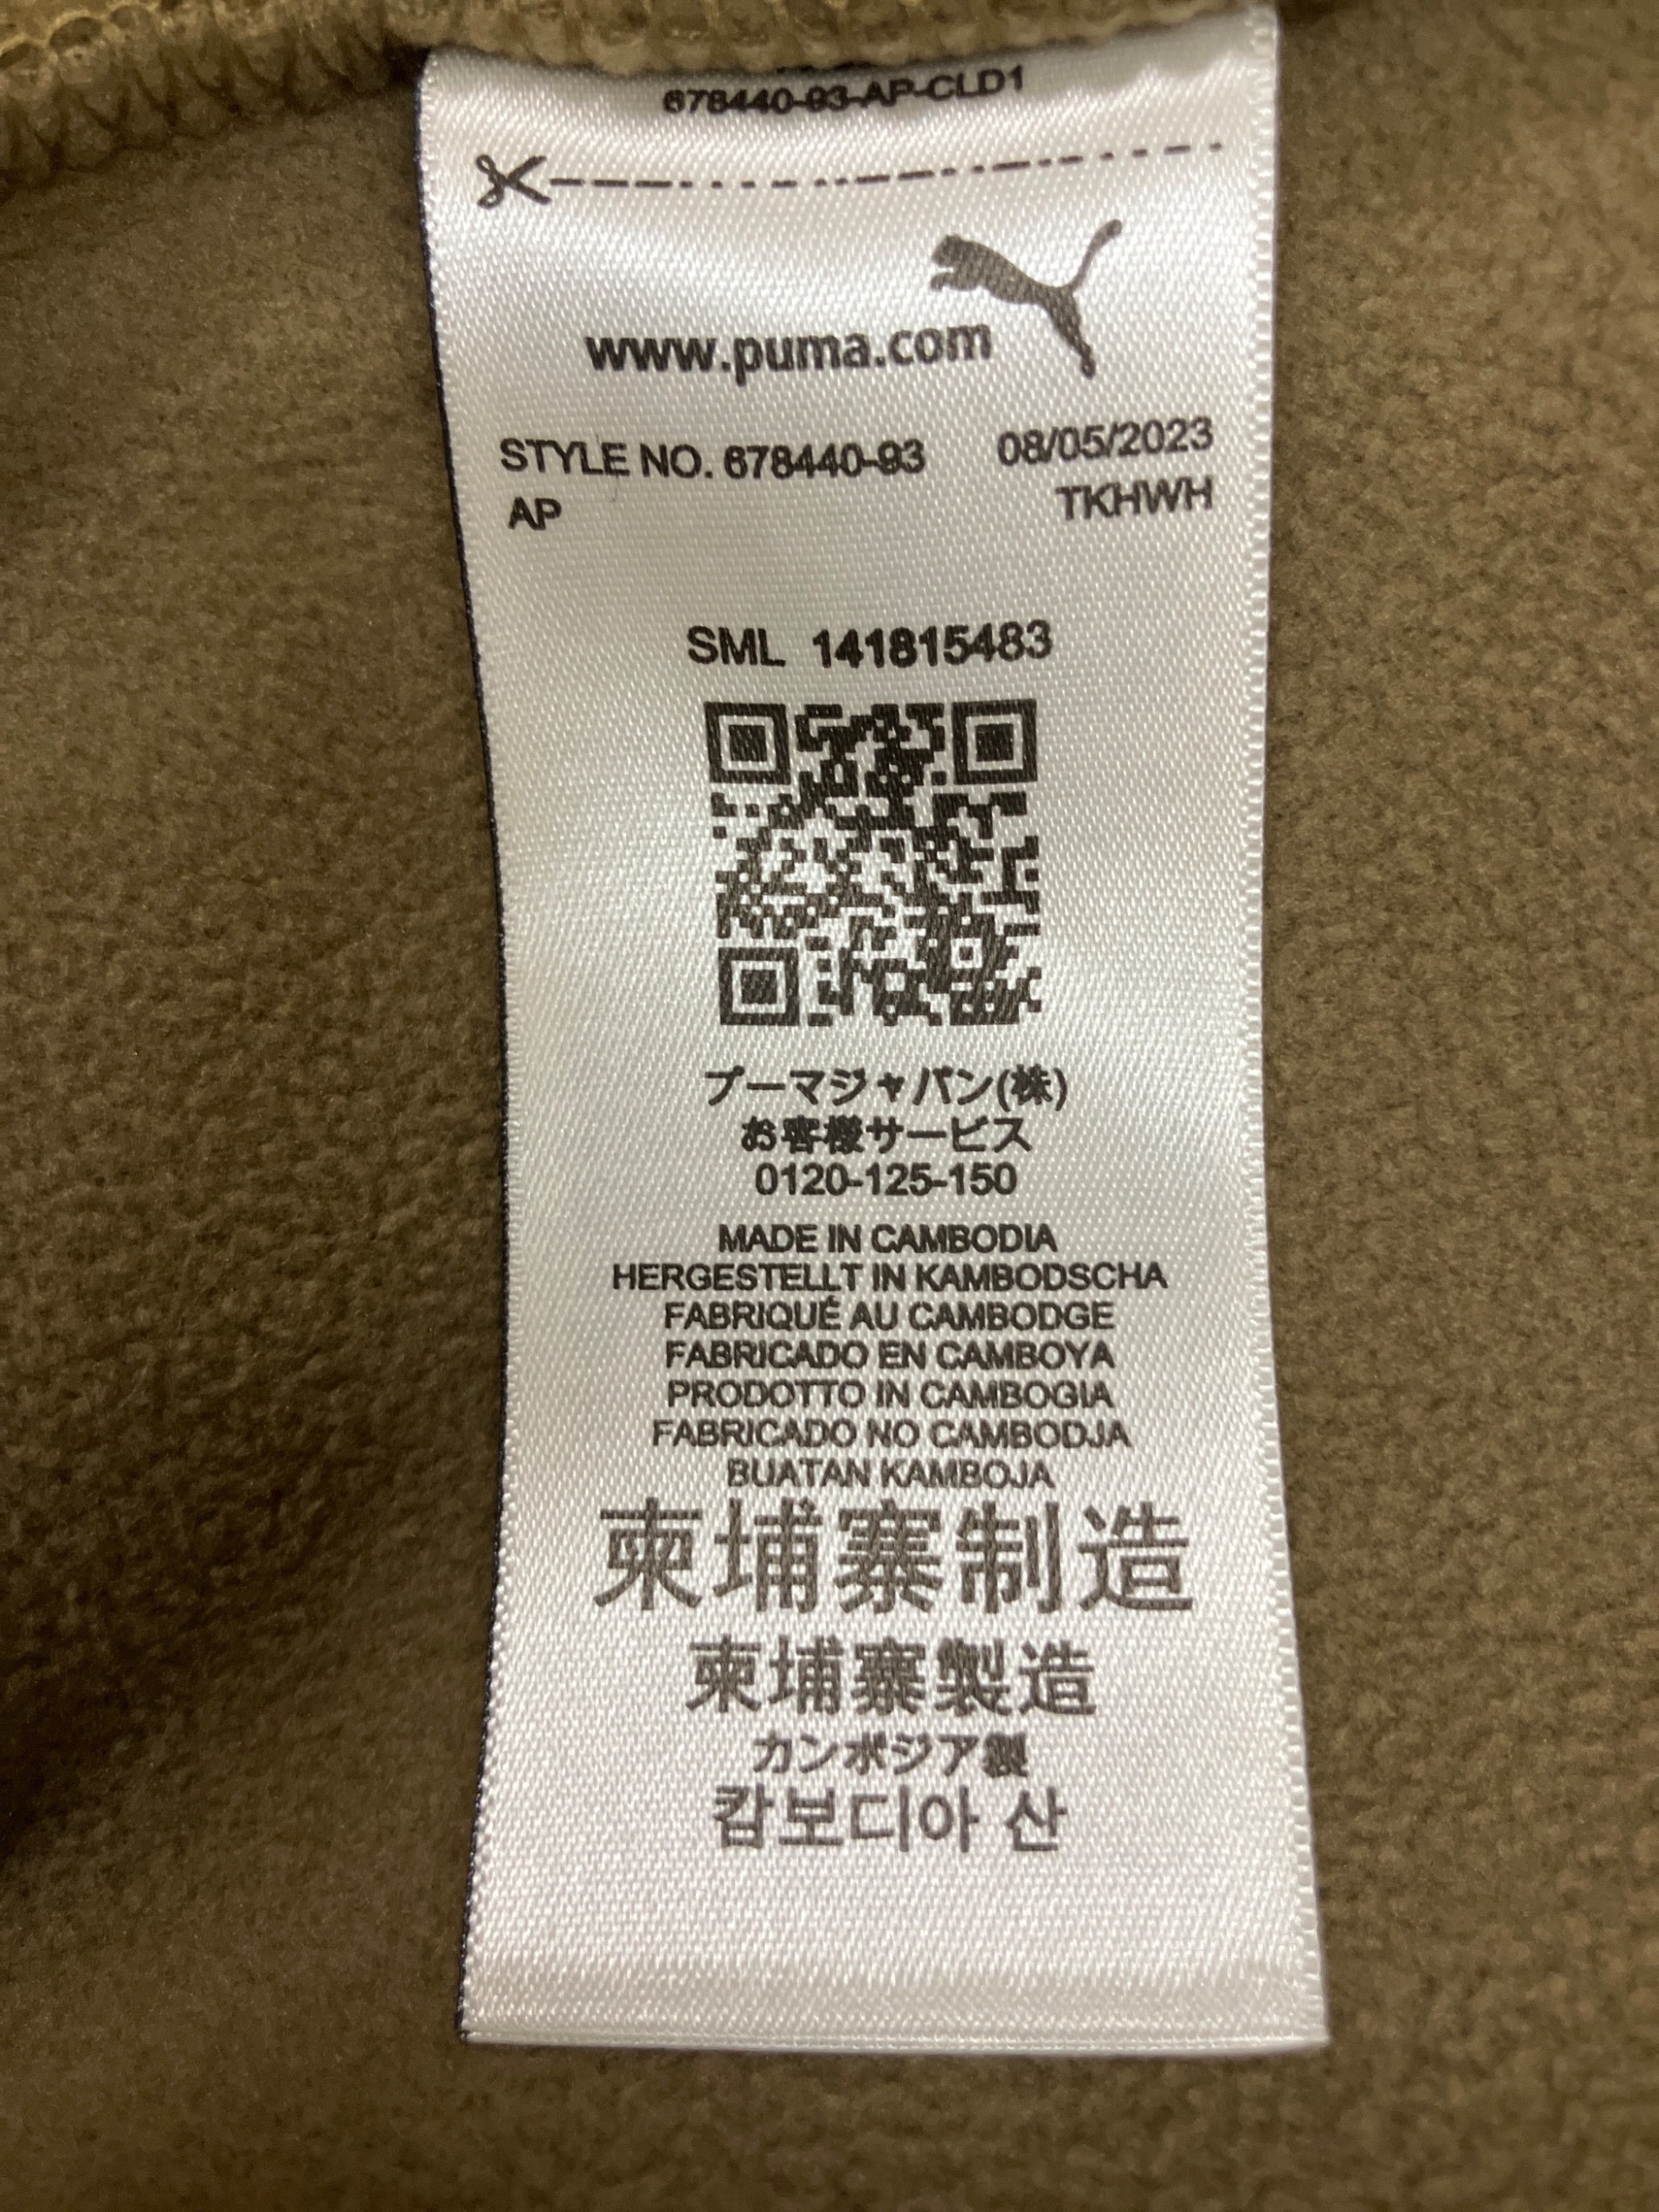 678440-93-AP-CLD1
www.puma.com
STYLE NO. 678440-93 08/05/2023
AP TKHWH
SML 141815483
プーマジャパン(株)
お客様サービス
0120-125-150
MADE IN CAMBODIA
HERGESTELLT IN KAMBODSCHA
FABRIQUÉ AU CAMBODGE
FABRICADO EN CAMBOYA
PRODOTTO IN CAMBOGIA
FABRICADO NO CAMBODJA
BUATAN KAMBOJA
柬埔寨制造
柬埔寨製造
カンボジア製
캄보디아 산